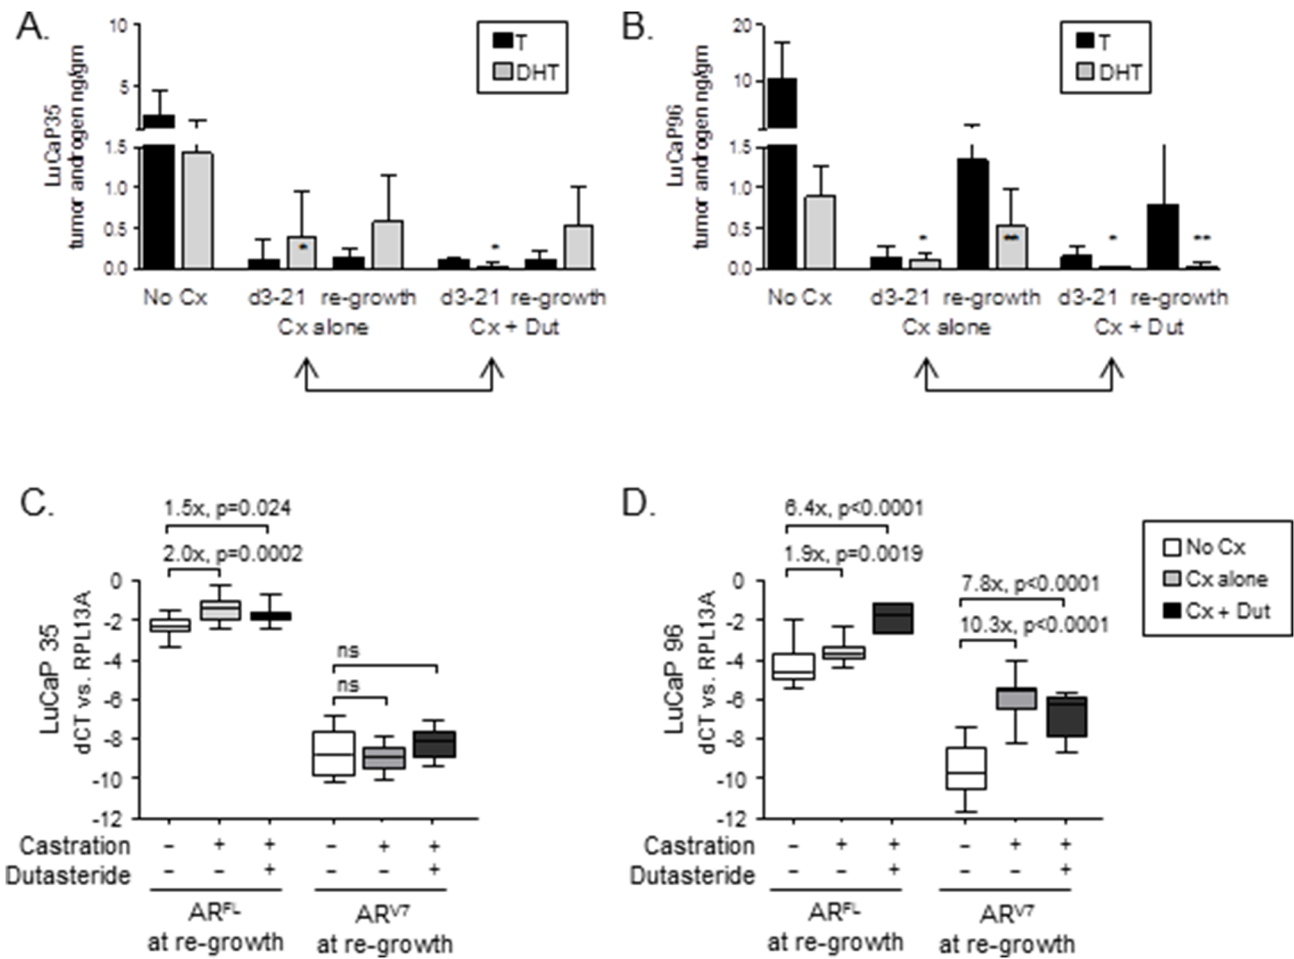 A.
LuCaP35
tumor androgen ng/gm
10
5
1.5
1.0
0.5
0.0
T
DHT
*
*
No Cx
d3-21 re-growth
d3-21 re-growth
Cx alone
Cx + Dut
B.
LuCaP96
tumor androgen ng/gm
20
10
1.5
1.0
0.5
0.0
T
DHT
*
**
*
**
No Cx
d3-21 re-growth
d3-21 re-growth
Cx alone
Cx + Dut
C.
1.5x, p=0.024
2.0x, p=0.0002
LuCaP 35
dCT vs. RPL13A
0
-2
-4
-6
-8
-10
-12
ns
ns
Castration - + + - + +
Dutasteride - - + - - +
ARFL
at re-growth
ARV7
at re-growth
D.
6.4x, p<0.0001
1.9x, p=0.0019
7.8x, p<0.0001
10.3x, p<0.0001
LuCaP 96
dCT vs. RPL13A
0
-2
-4
-6
-8
-10
-12
Castration - + + - + +
Dutasteride - - + - - +
ARFL
at re-growth
ARV7
at re-growth
No Cx
Cx alone
Cx + Dut